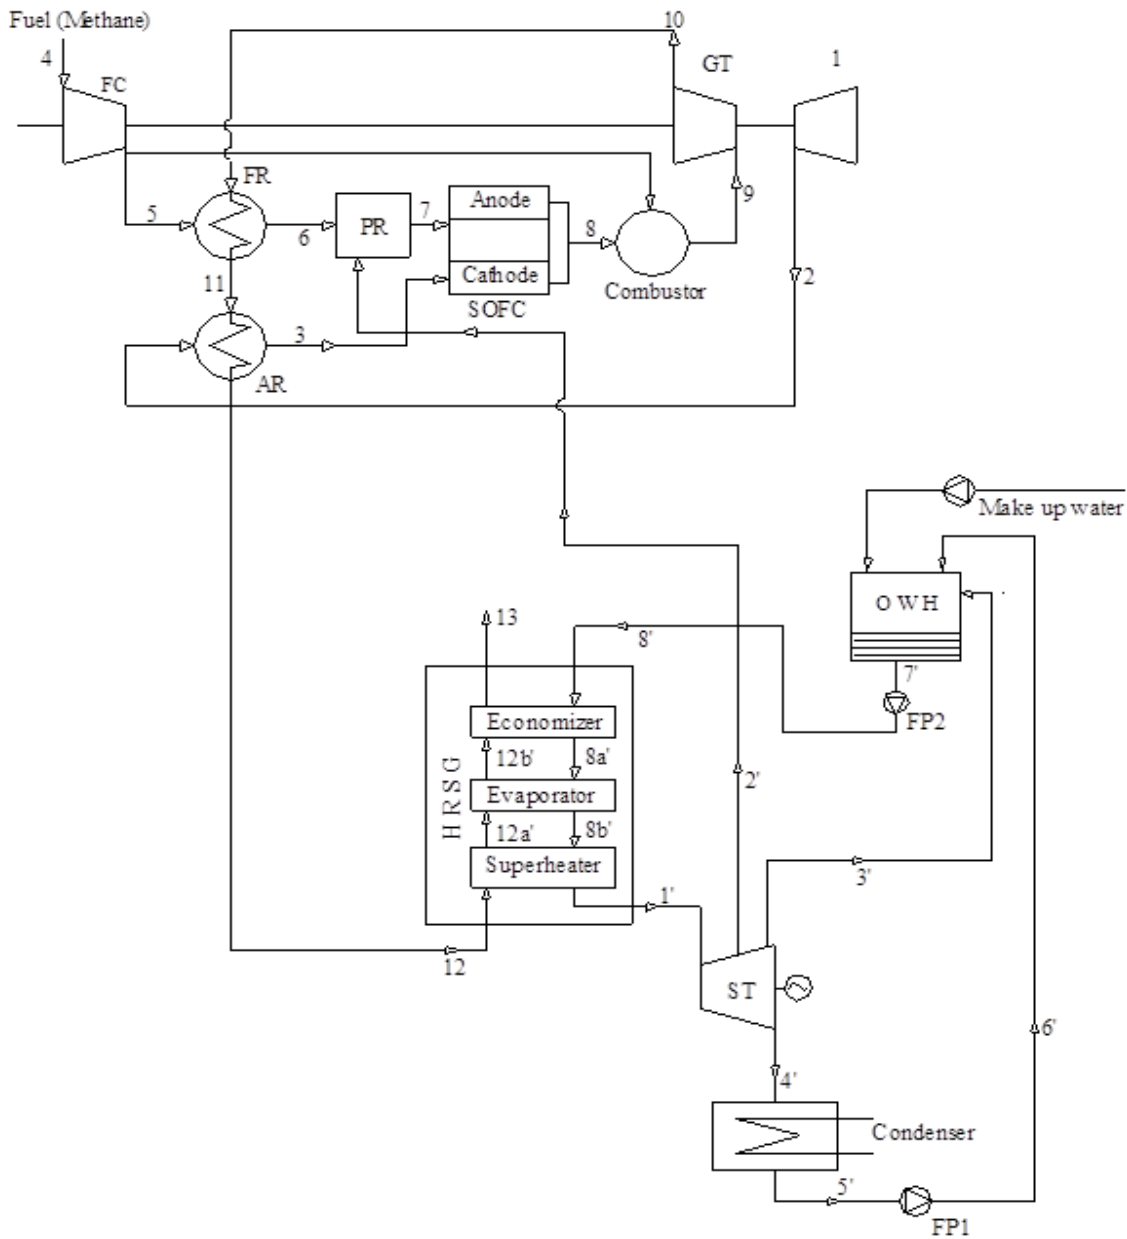 Fuel (Methane)
10
4
FC
GT
1
FR
9
5
6
PR
7
Anode
8
2
Cathode
Combustor
11
SOFC
3
AR
Make up water
O W H
13
8'
7'
FP2
Economizer
12b'
8a'
2'
H R S G
Evaporator
12a'
8b'
Superheater
3'
1'
12
ST
6'
4'
Condenser
5'
FP1